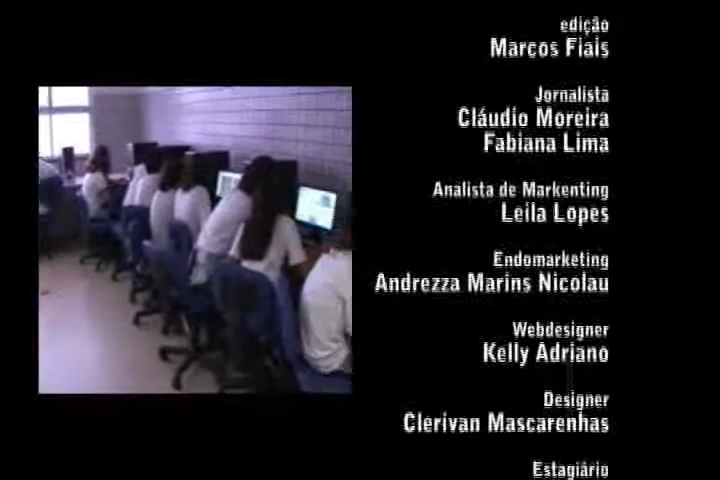 edição
Marcos Fiais
Jornalista
Cláudio Moreira
Fabiana Lima
Analista de Markenting
Leila Lopes
Endomarketing
Andrezza Marins Nicolau
Webdesigner
Kelly Adriano
Designer
Clerivan Mascarenhas
Estagiário